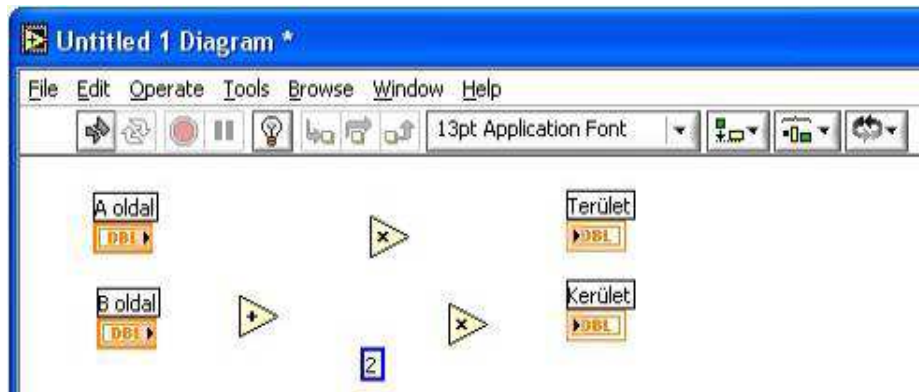 Untitled 1 Diagram *
File Edit Operate Tools Browse Window Help
13pt Application Font
A oldal
DBL
×
Terület
DBL
B oldal
DBL
+
×
Kerület
DBL
2